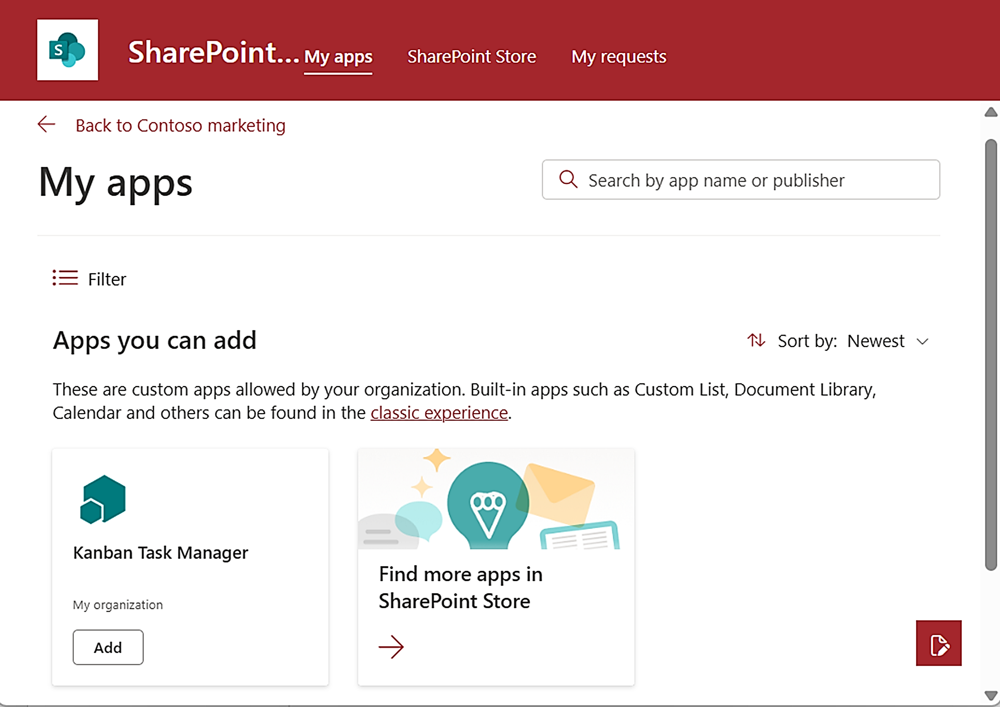 S
SharePoint... My apps SharePoint Store My requests
Back to Contoso marketing
My apps
Search by app name or publisher
Filter
Apps you can add
Sort by: Newest
These are custom apps allowed by your organization. Built-in apps such as Custom List, Document Library,
Calendar and others can be found in the classic experience.
Kanban Task Manager
My organization
Add
Find more apps in
SharePoint Store